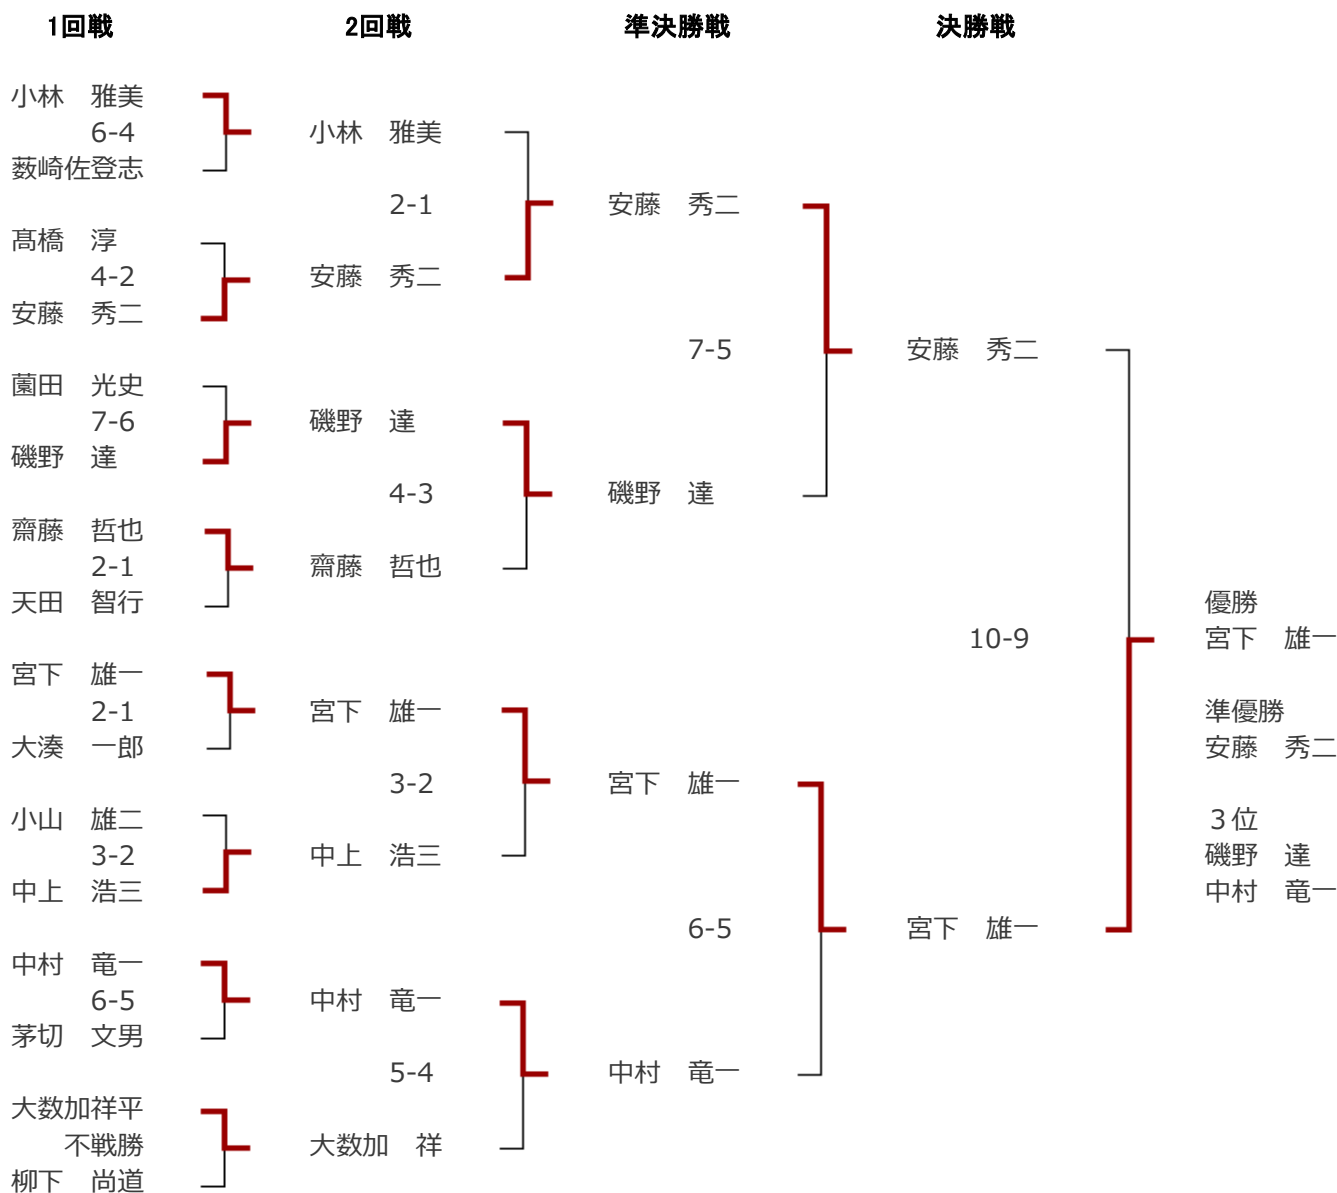 1回戦
2回戦
準決勝戦
決勝戦
小林　雅美
6-4
薮崎佐登志
髙橋　淳
4-2
安藤　秀二
薗田　光史
7-6
磯野　達
齋藤　哲也
2-1
天田　智行
宮下　雄一
2-1
大湊　一郎
小山　雄二
3-2
中上　浩三
中村　竜一
6-5
茅切　文男
大数加祥平
不戦勝
柳下　尚道
小林　雅美
2-1
安藤　秀二
磯野　達
4-3
齋藤　哲也
宮下　雄一
3-2
中上　浩三
中村　竜一
5-4
大数加　祥
安藤　秀二
7-5
磯野　達
宮下　雄一
6-5
中村　竜一
安藤　秀二
10-9
宮下　雄一
優勝
宮下　雄一
準優勝
安藤　秀二
３位
磯野　達
中村　竜一